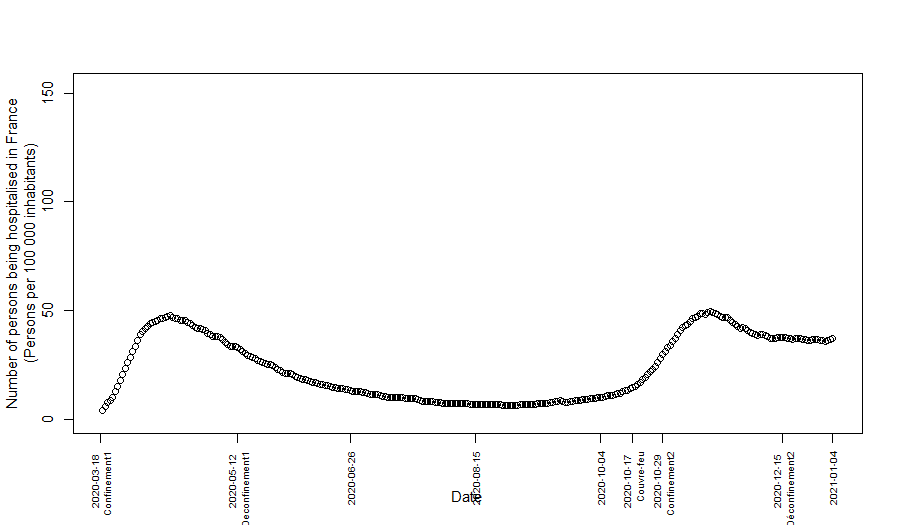 Number of persons being hospitalised in France
(Persons per 100 000 inhabitants)
150
100
50
0
2020-03-18
Confinement1
2020-05-12
Déconfinement1
2020-06-26
2020-08-15
2020-10-04
2020-10-17
Couvre-feu
2020-10-29
Confinement2
2020-12-15
Déconfinement2
2021-01-04
Date